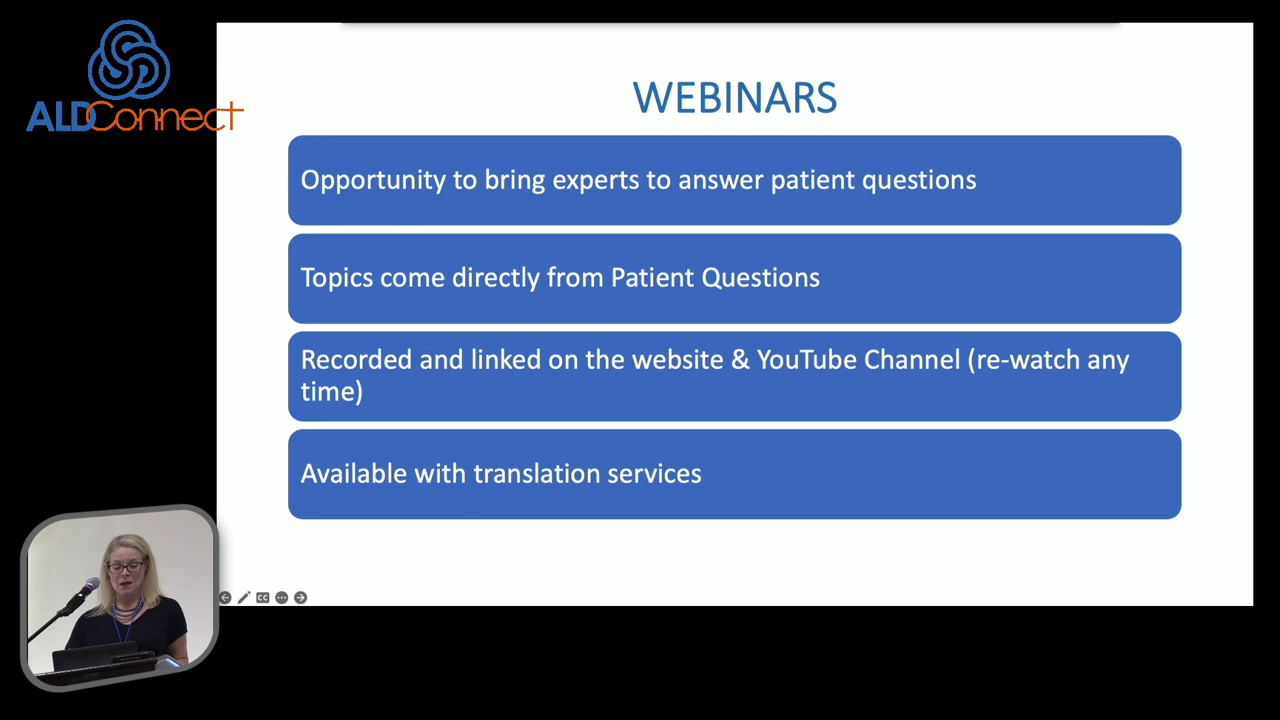 ALDConnect
WEBINARS
Opportunity to bring experts to answer patient questions
Topics come directly from Patient Questions
Recorded and linked on the website & YouTube Channel (re-watch any
time)
Available with translation services
CC